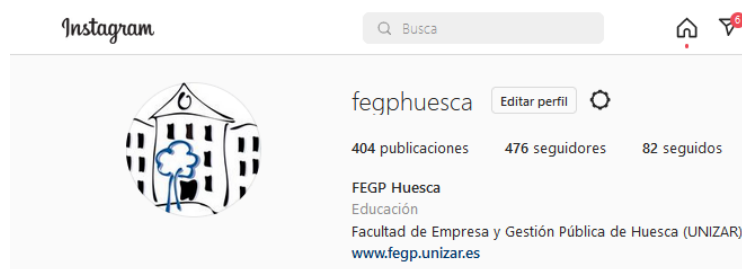 Instagram
Busca
6
fegphuesca Editar perfil
404 publicaciones 476 seguidores 82 seguidos
FEGP Huesca
Educación
Facultad de Empresa y Gestión Pública de Huesca (UNIZAR)
www.fegp.unizar.es